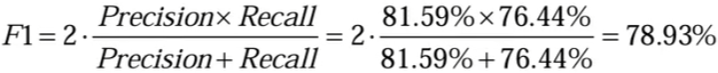 F1 = 2 · Precision × Recall / Precision + Recall = 2 · 81.59% × 76.44% / 81.59% + 76.44% = 78.93%